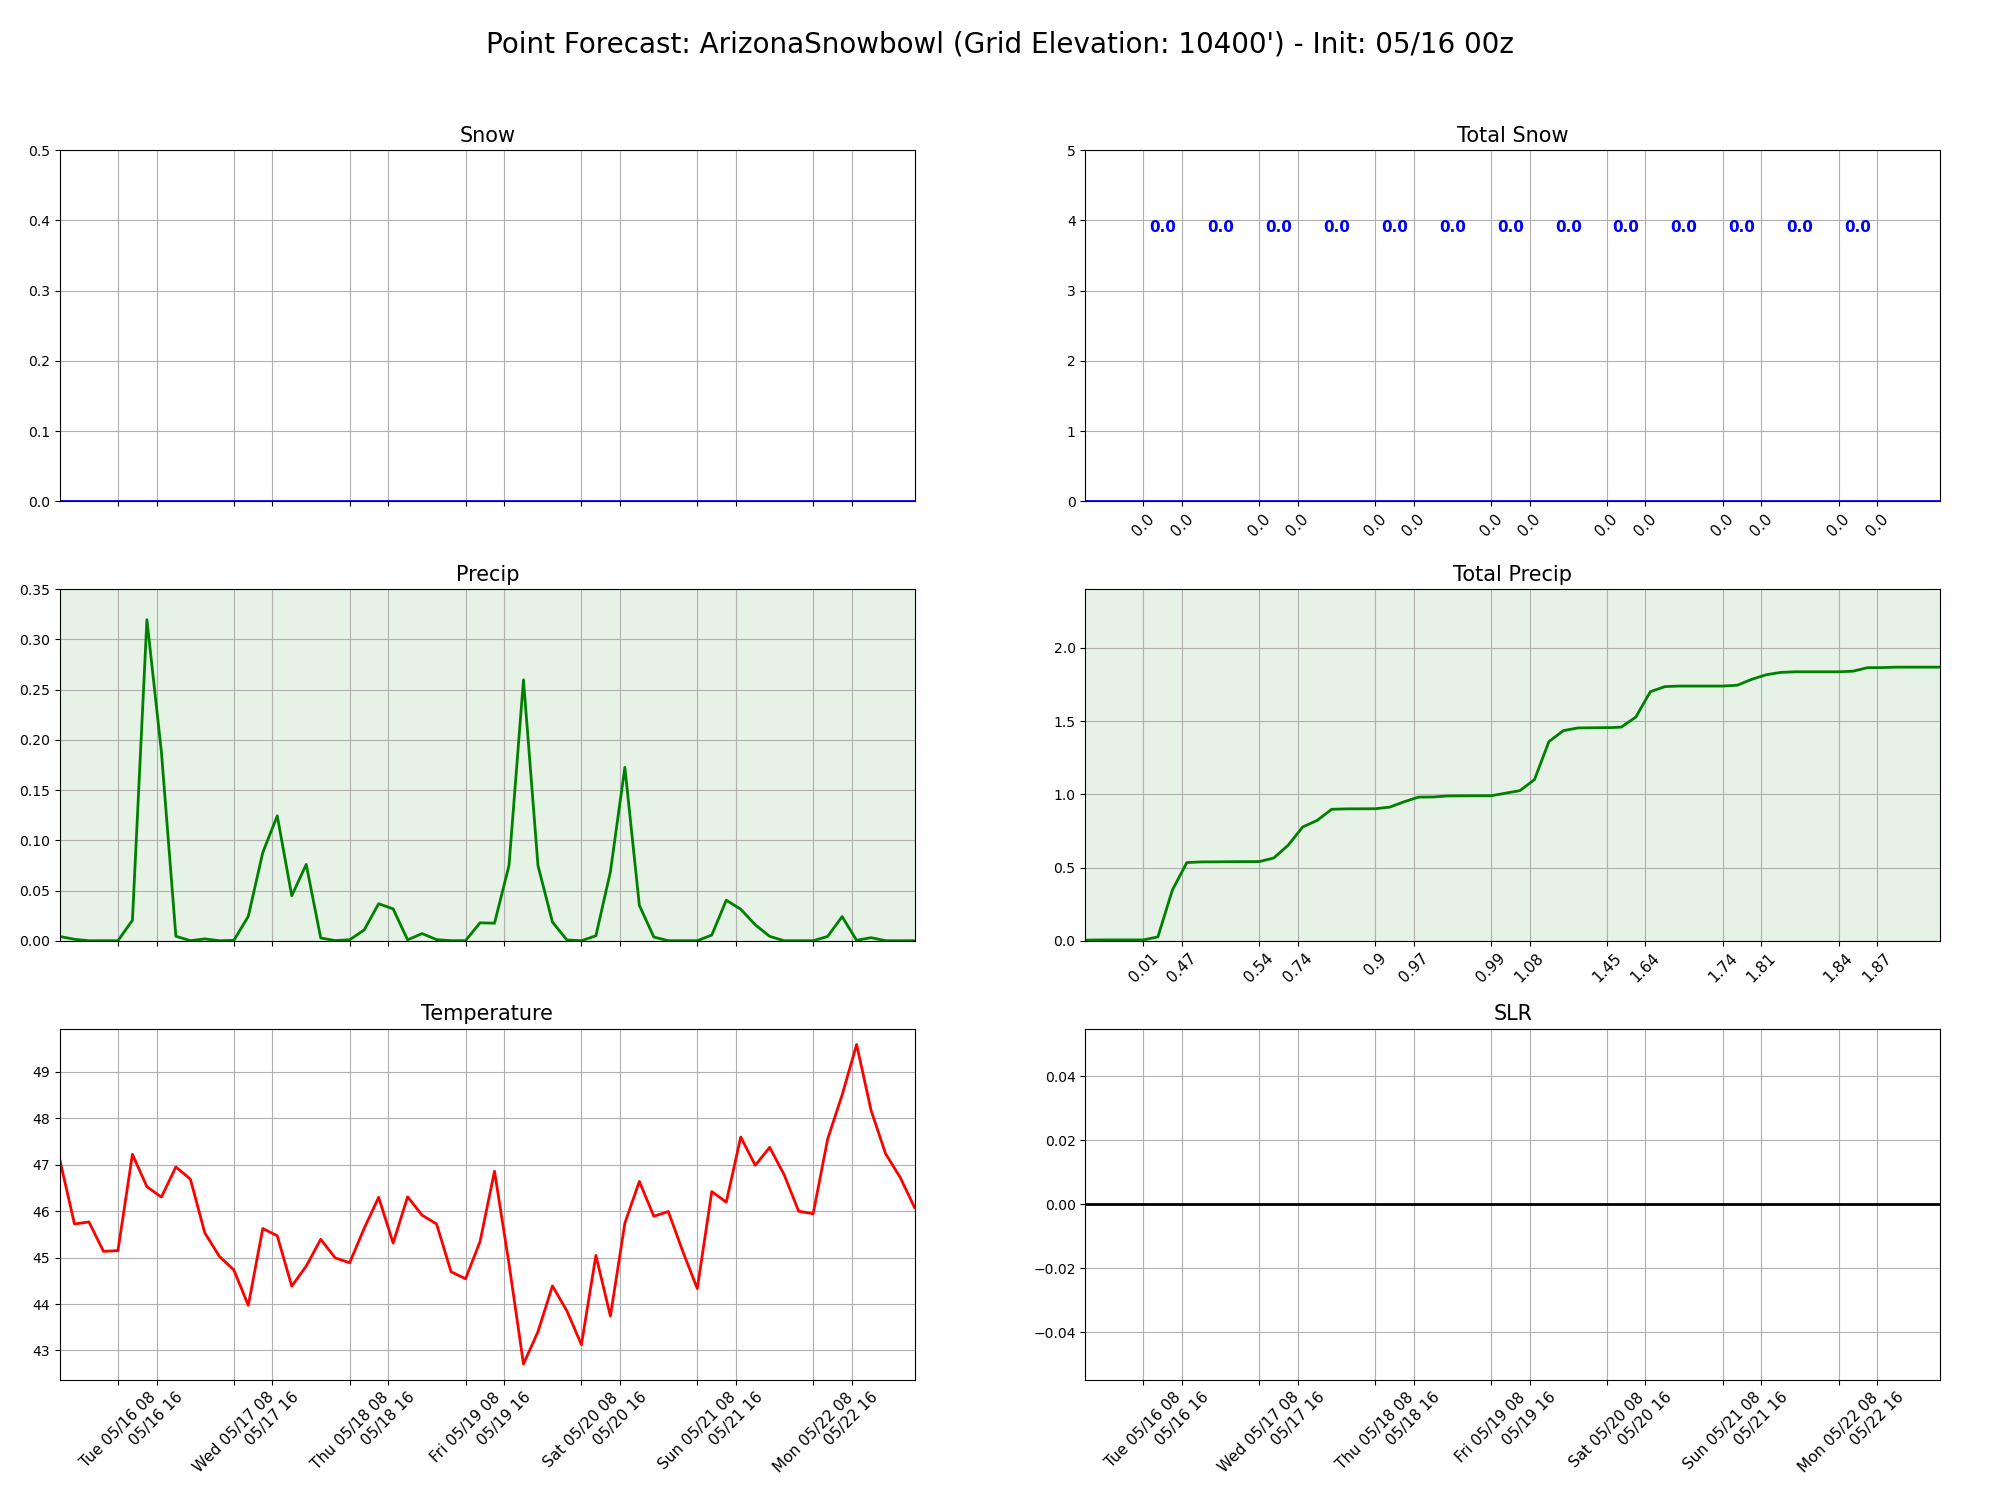 Point Forecast: ArizonaSnowbowl (Grid Elevation: 10400') - Init: 05/16 00z
Snow
0.5
0.4
0.3
0.2
0.1
0.0
Total Snow
5
4
3
2
1
0
0.0 0.0 0.0 0.0 0.0 0.0 0.0 0.0 0.0 0.0 0.0 0.0 0.0
0.0 0.0 0.0 0.0 0.0 0.0 0.0 0.0 0.0 0.0 0.0 0.0 0.0 0.0
Precip
0.35
0.30
0.25
0.20
0.15
0.10
0.05
0.00
Total Precip
2.0
1.5
1.0
0.5
0.0
0.01 0.47 0.54 0.74 0.9 0.97 0.99 1.08 1.45 1.64 1.74 1.81 1.84 1.87
Temperature
49
48
47
46
45
44
43
Tue 05/16 08
05/16 16
Wed 05/17 08
05/17 16
Thu 05/18 08
05/18 16
Fri 05/19 08
05/19 16
Sat 05/20 08
05/20 16
Sun 05/21 08
05/21 16
Mon 05/22 08
05/22 16
SLR
0.04
0.02
0.00
−0.02
−0.04
Tue 05/16 08
05/16 16
Wed 05/17 08
05/17 16
Thu 05/18 08
05/18 16
Fri 05/19 08
05/19 16
Sat 05/20 08
05/20 16
Sun 05/21 08
05/21 16
Mon 05/22 08
05/22 16